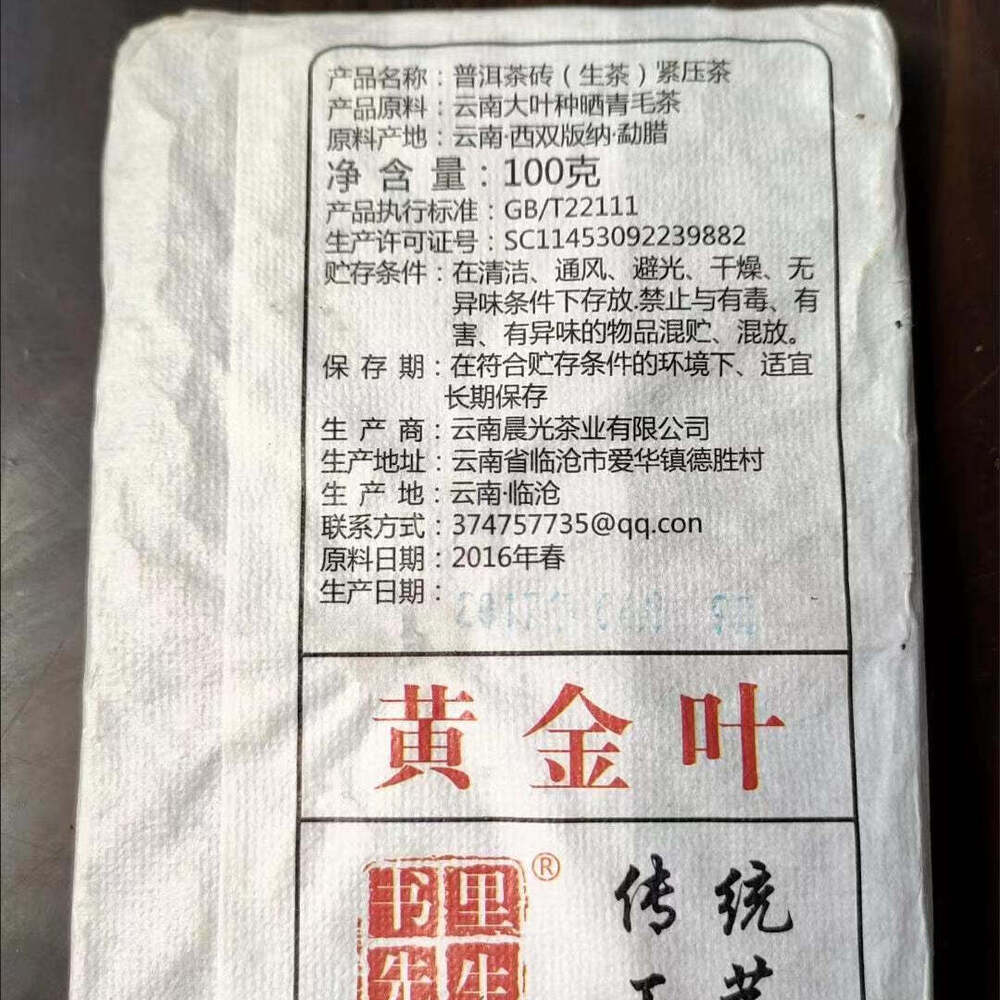 产品名称：普洱茶砖（生茶）紧压茶
产品原料：云南大叶种晒青毛茶
原料产地：云南·西双版纳·勐腊
净含量：100克
产品执行标准：GB/T22111
生产许可证号：SC11453092239882
贮存条件：在清洁、通风、避光、干燥、无
异味条件下存放.禁止与有毒、有
害、有异味的物品混贮、混放。
保存期：在符合贮存条件的环境下、适宜
长期保存
生产商：云南晨光茶业有限公司
生产地址：云南省临沧市爱华镇德胜村
生产地：云南·临沧
联系方式：374757735@qq.con
原料日期：2016年春
生产日期：
黄金叶
书里
先生
®
传统
工艺